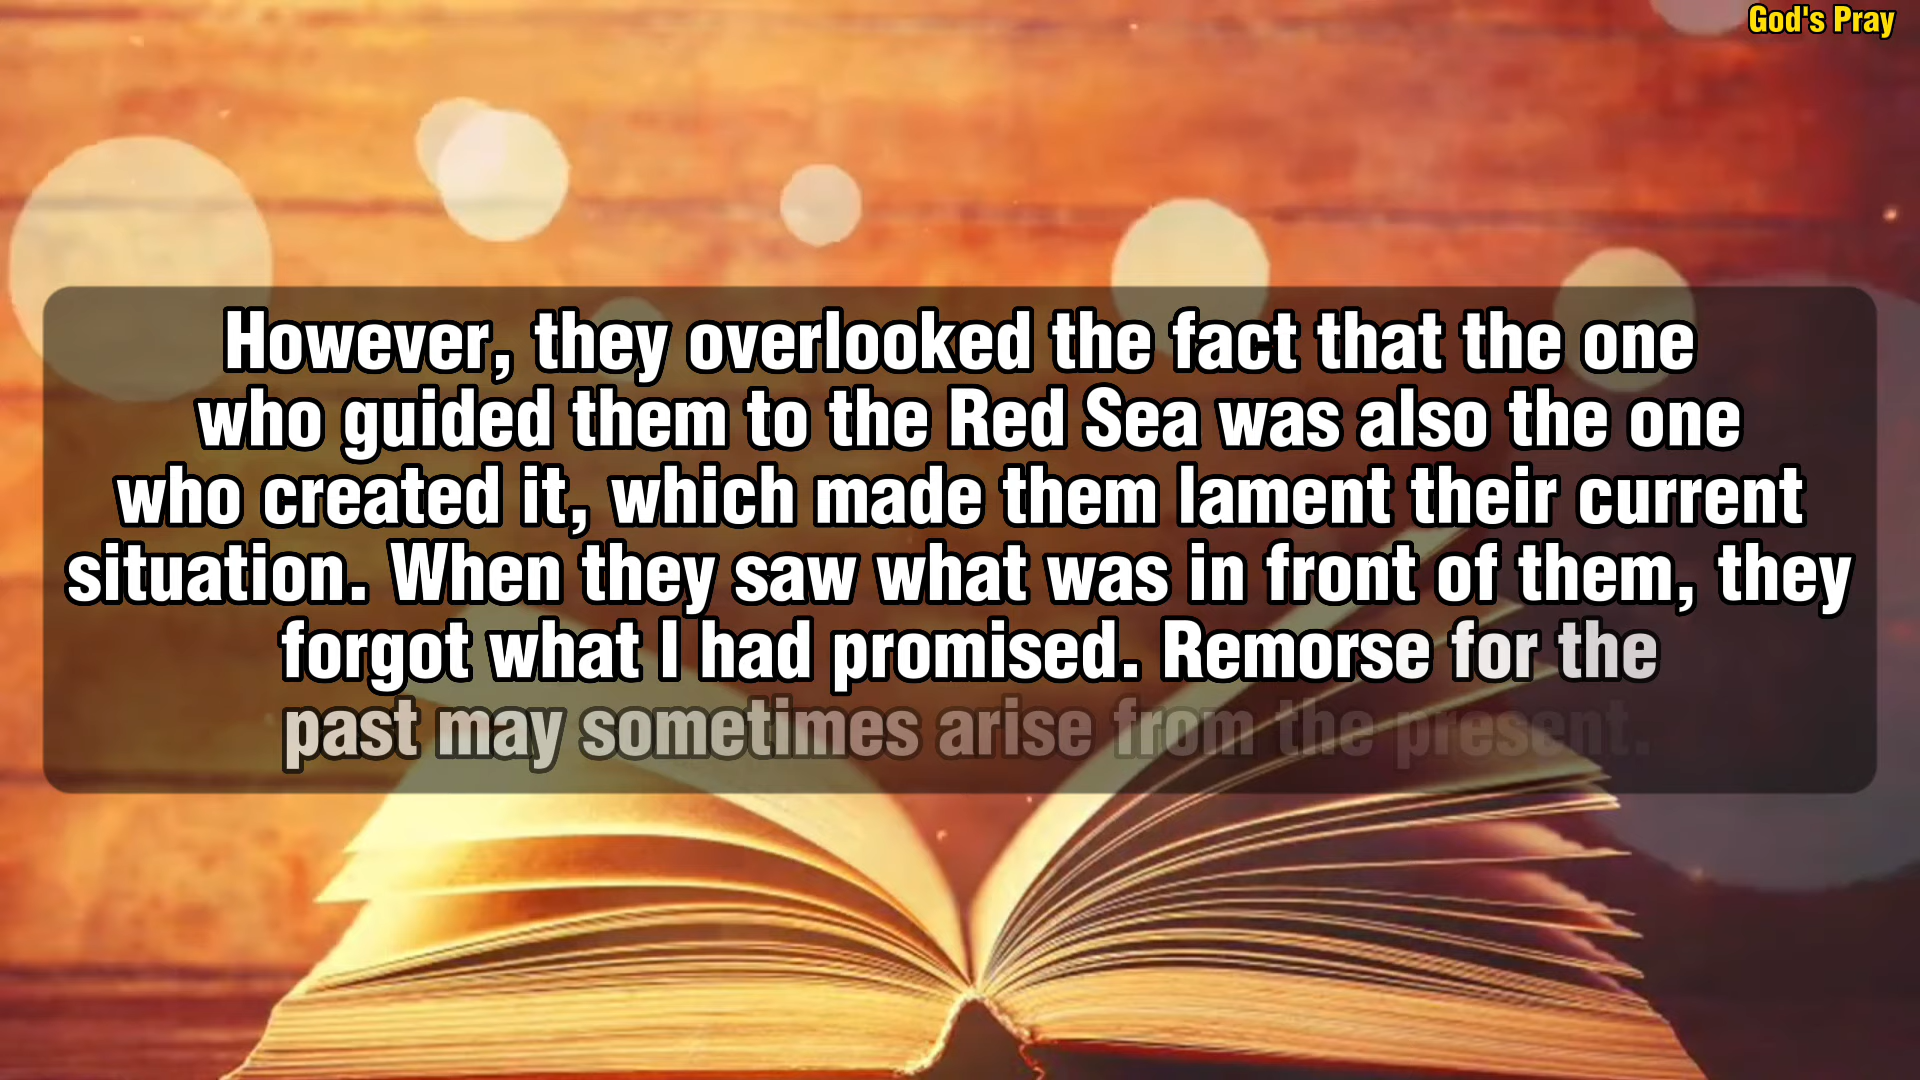 God's Pray
However, they overlooked the fact that the one
who guided them to the Red Sea was also the one
who created it, which made them lament their current
situation. When they saw what was in front of them, they
forgot what I had promised. Remorse for the
past may sometimes arise from the present.